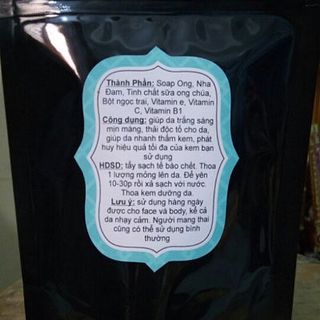 Thành Phần: Soap Ong, Nha
Đam, Tinh chất sữa ong chúa,
Bột ngọc trai, Vitamin e, Vitamin
C, Vitamin B1
Công dụng: giúp da trắng sáng
mịn màng, thải độc tố cho da,
giúp da nhanh thấm kem, phát
huy hiệu quả tối đa của kem bạn
sử dụng
HDSD: tẩy sạch tế bào chết. Thoa
1 lượng mỏng lên da. Để yên
10-30p rồi xả sạch với nước.
Thoa kem dưỡng da.
Lưu ý: sử dụng hàng ngày
được cho face và body, kể cả
da nhạy cảm. Người mang thai
cũng có thể sử dụng bình
thường